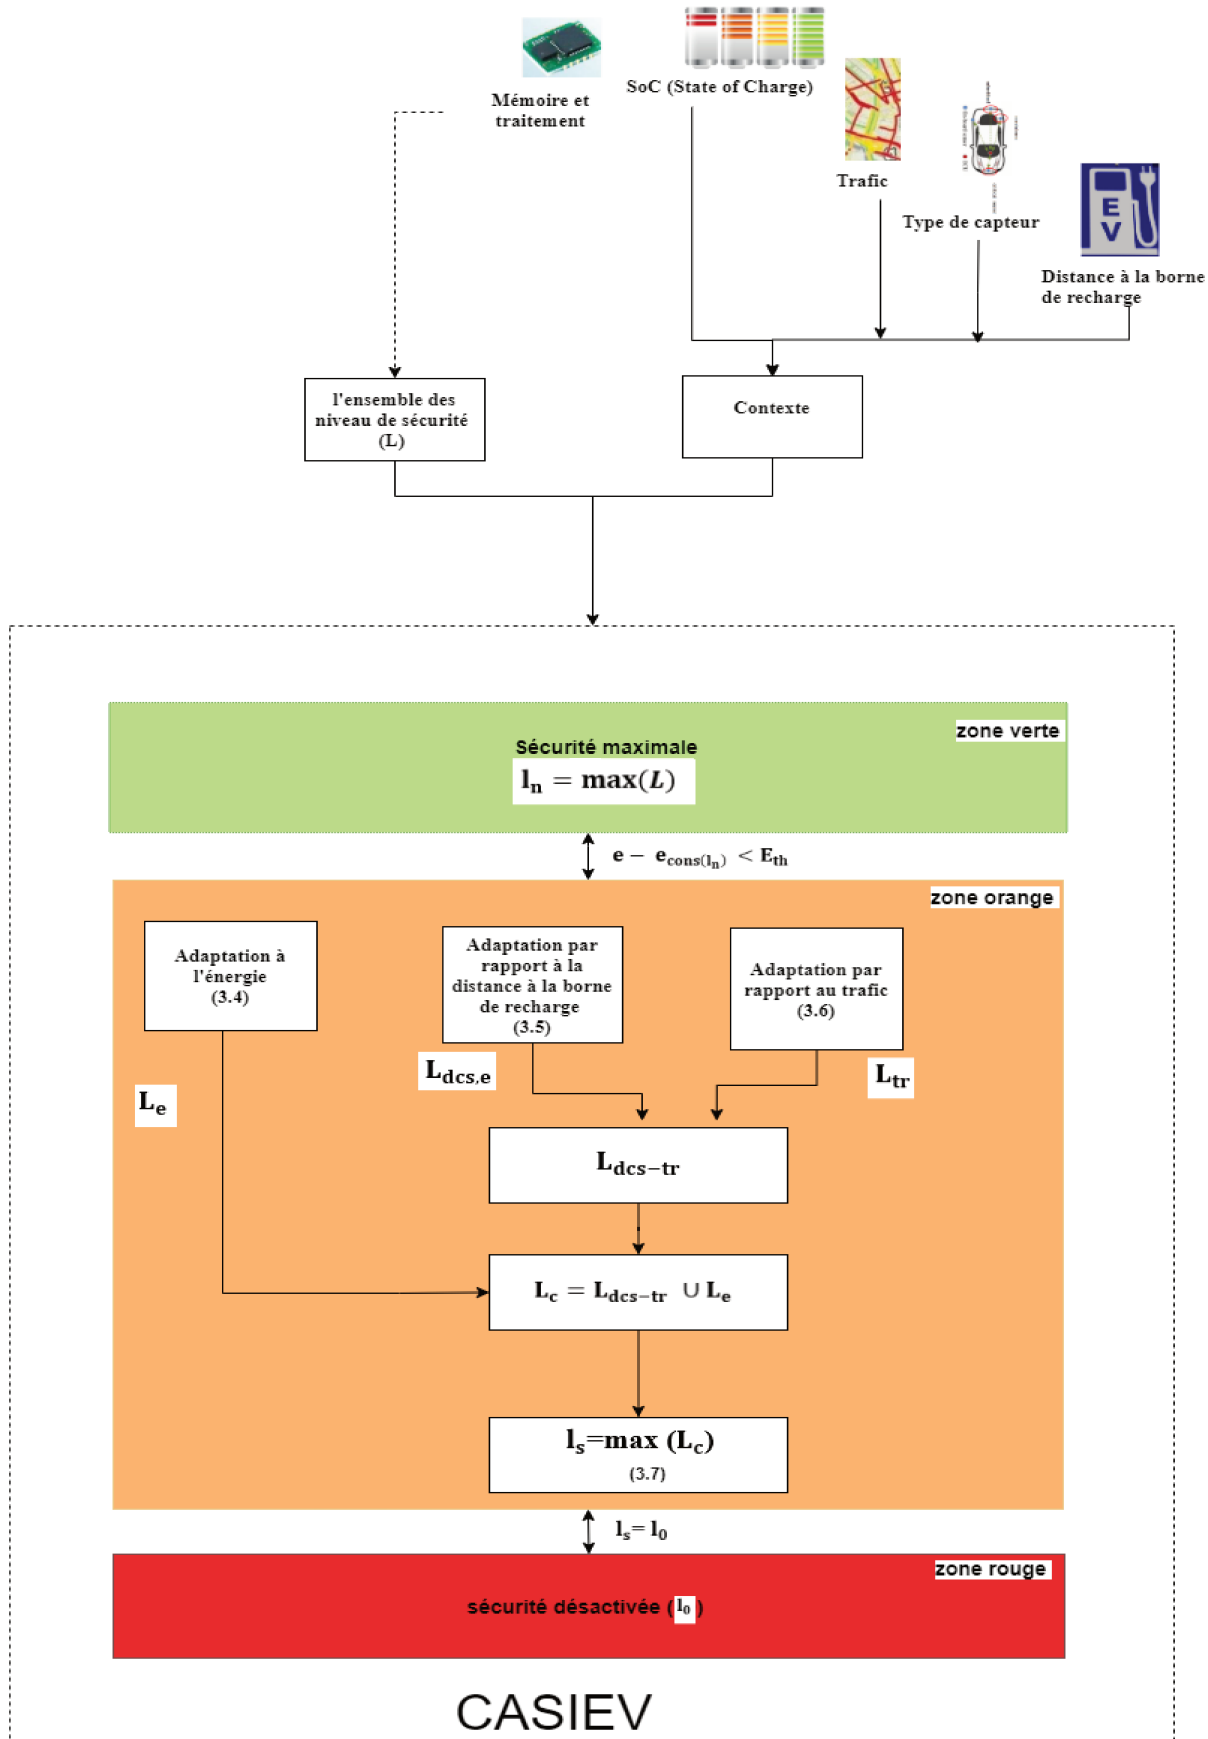 Mémoire et
traitement
SoC (State of Charge)
Trafic
Type de capteur
E
V
Distance à la borne
de recharge
l'ensemble des
niveau de sécurité
(L)
Contexte
zone verte
Sécurité maximale
lₙ = max(L)
e − e_cons(lₙ) < E_th
zone orange
Adaptation à
l'énergie
(3.4)
Adaptation par
rapport à la
distance à la borne
de recharge
(3.5)
Adaptation par
rapport au trafic
(3.6)
L_e
L_dcs,e
L_tr
L_dcs−tr
L_c = L_dcs−tr ∪ L_e
l_s=max (L_c)
(3.7)
l_s= l₀
zone rouge
sécurité désactivée (l₀)
CASIEV